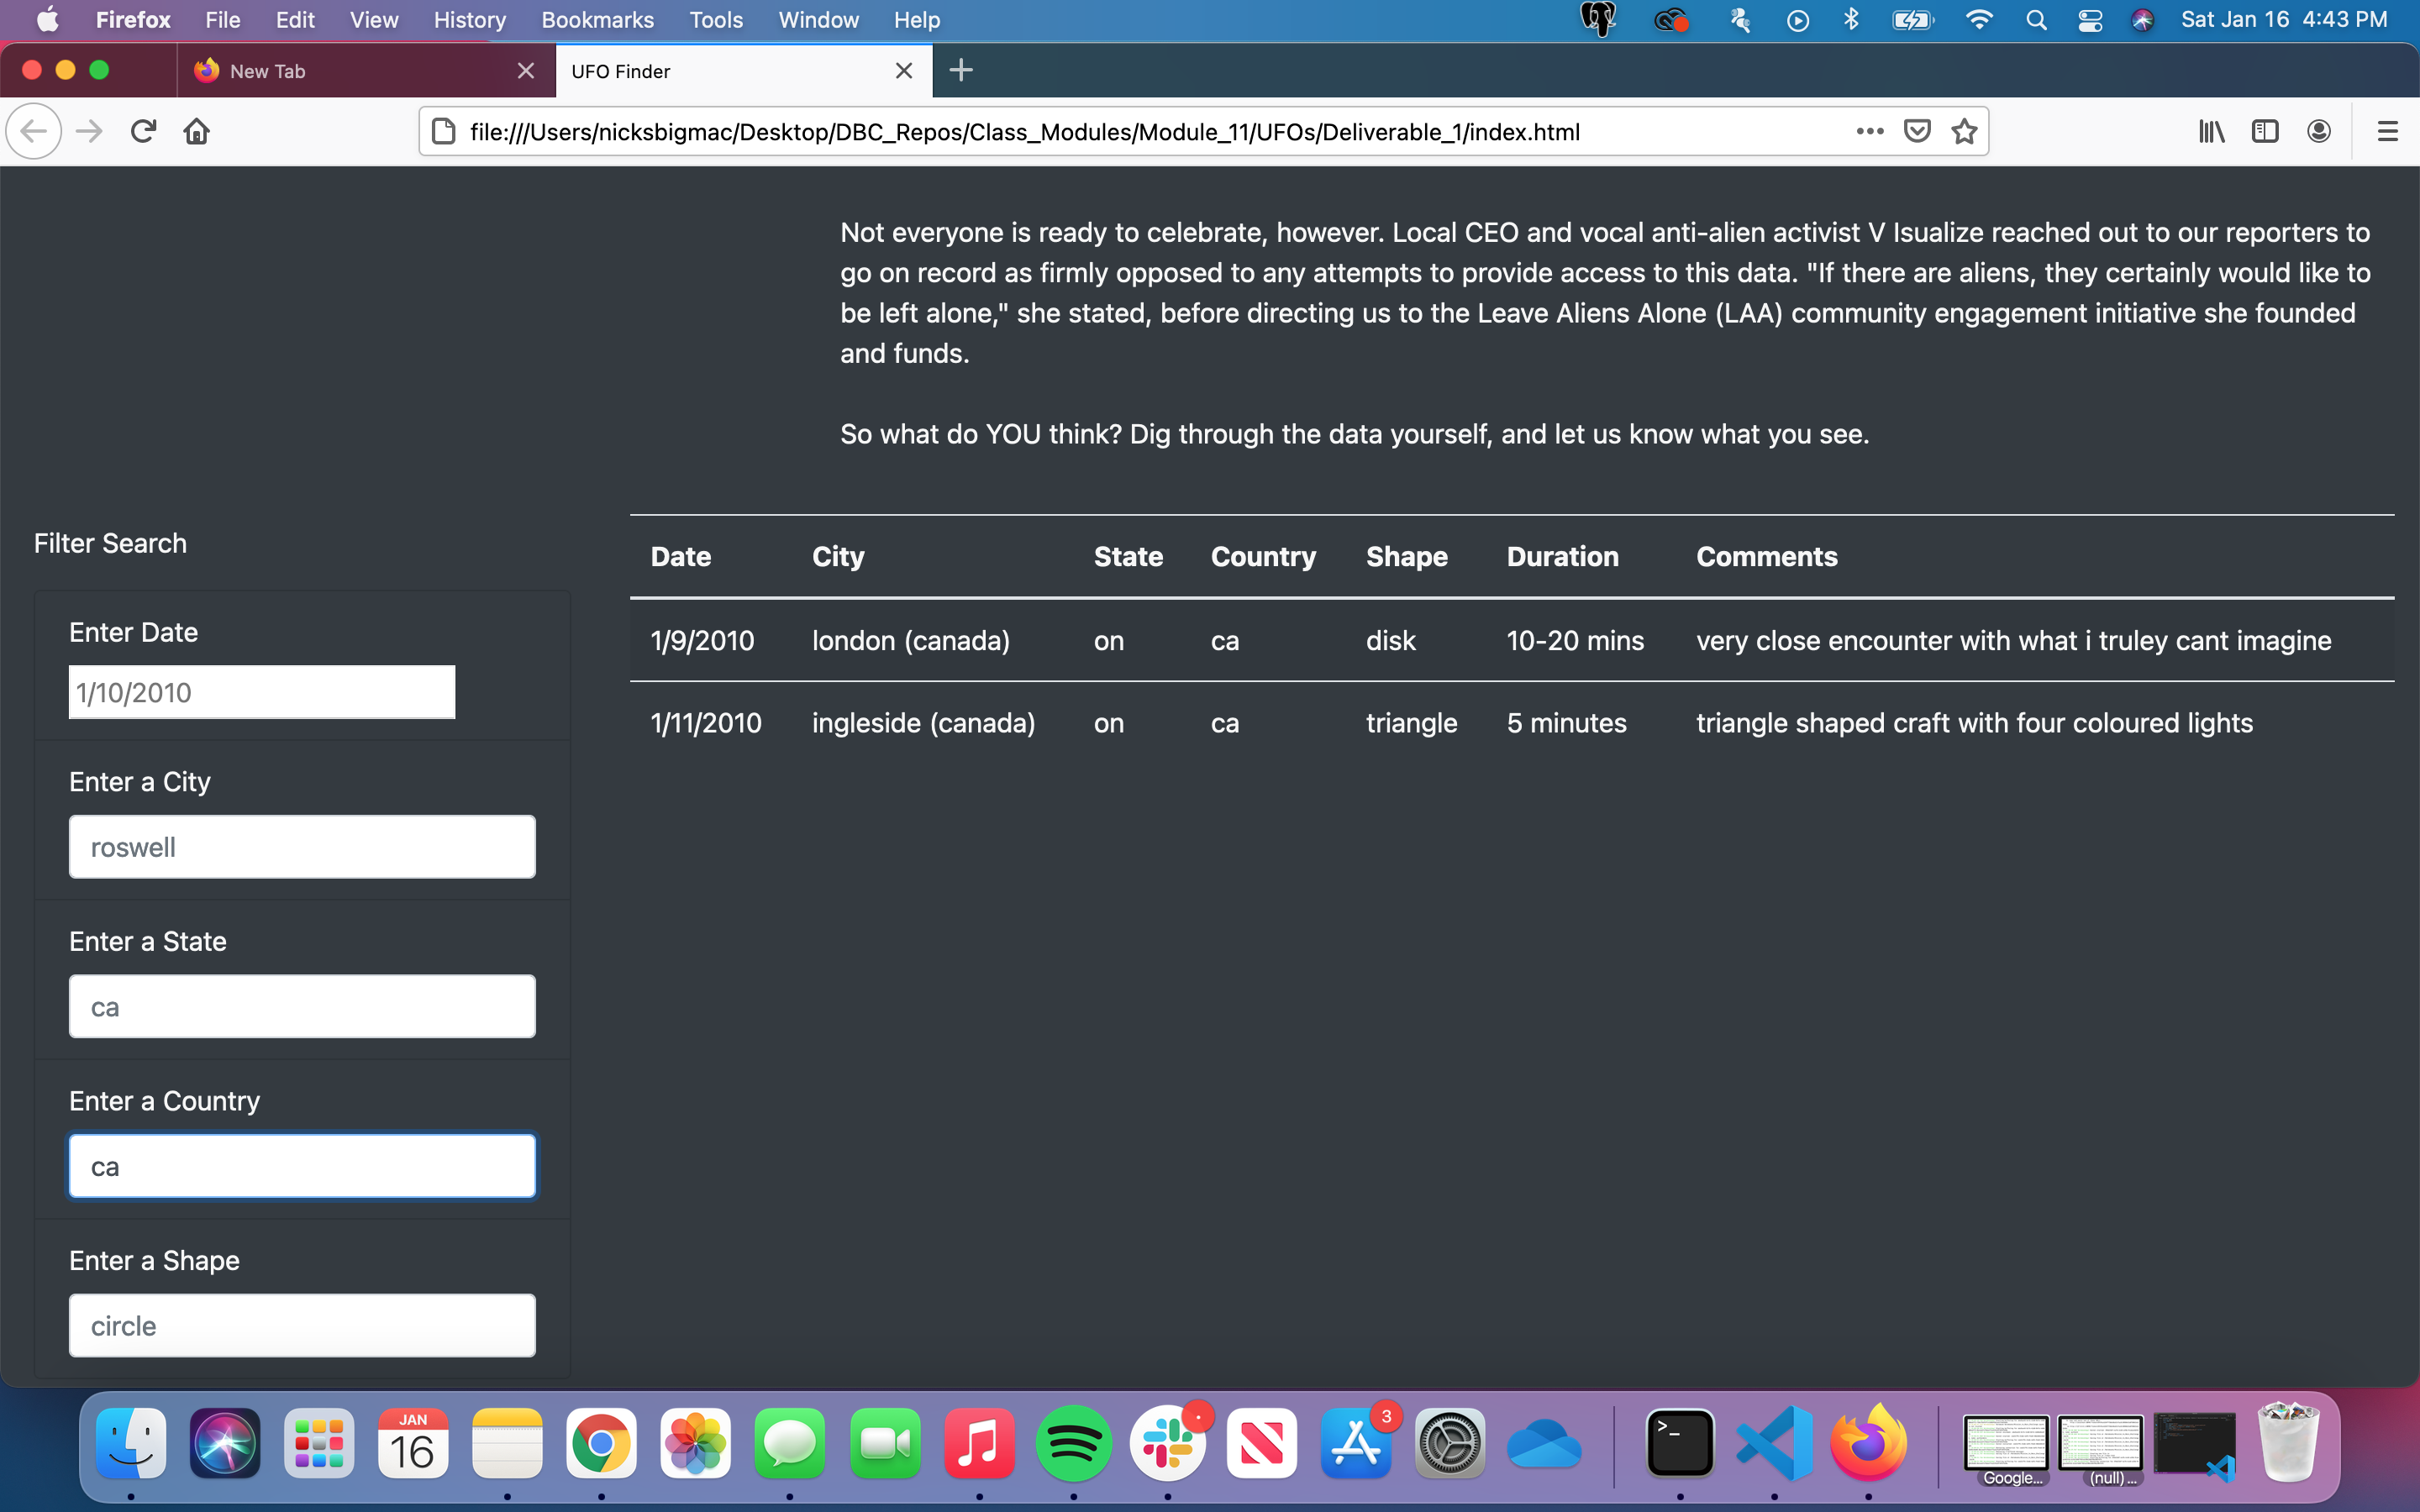 Firefox File Edit View History Bookmarks Tools Window Help Sat Jan 16 4:43 PM
New Tab UFO Finder
file:///Users/nicksbigmac/Desktop/DBC_Repos/Class_Modules/Module_11/UFOs/Deliverable_1/index.html
Not everyone is ready to celebrate, however. Local CEO and vocal anti-alien activist V Isualize reached out to our reporters to
go on record as firmly opposed to any attempts to provide access to this data. "If there are aliens, they certainly would like to
be left alone," she stated, before directing us to the Leave Aliens Alone (LAA) community engagement initiative she founded
and funds.
So what do YOU think? Dig through the data yourself, and let us know what you see.
Filter Search
Enter Date
1/10/2010
Enter a City
roswell
Enter a State
ca
Enter a Country
ca
Enter a Shape
circle
Date City State Country Shape Duration Comments
1/9/2010 london (canada) on ca disk 10-20 mins very close encounter with what i truley cant imagine
1/11/2010 ingleside (canada) on ca triangle 5 minutes triangle shaped craft with four coloured lights
JAN
16
3
>_
Google...
(null)...